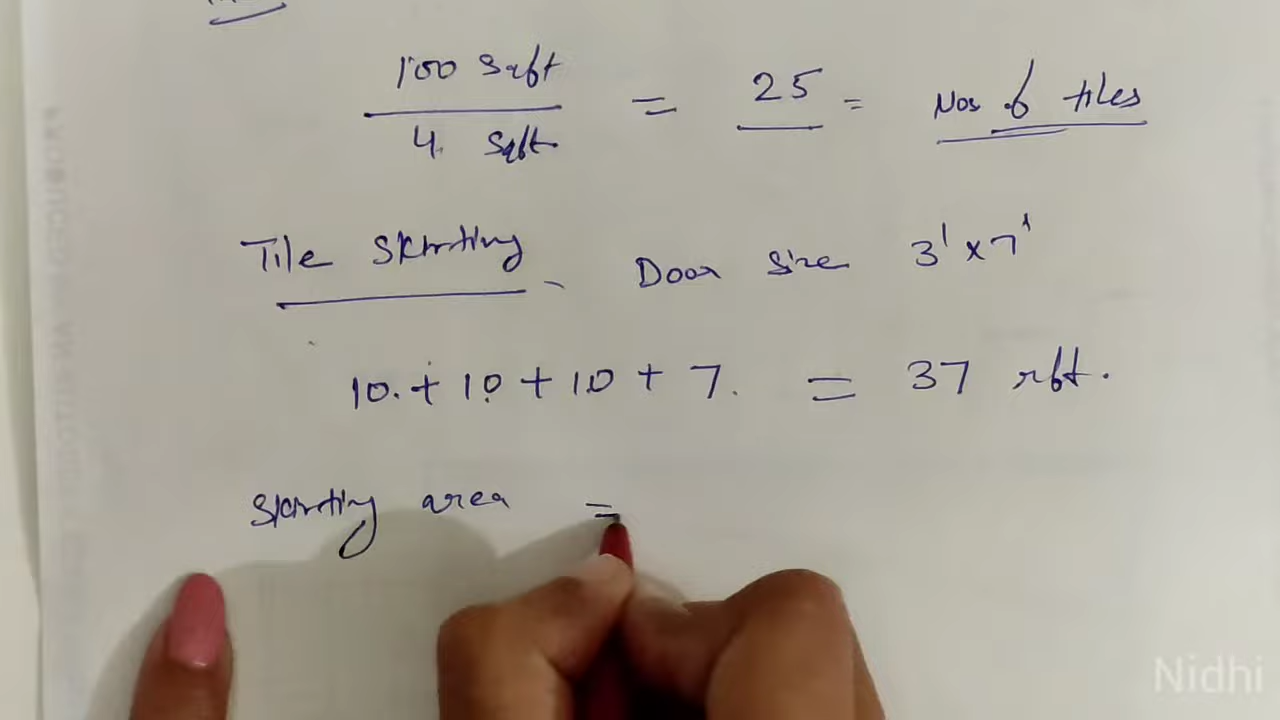 100 Sqft
4 Sqft = 25 = Nos of tiles
Tile Skirting - Door size 3' x 7'
10 + 10 + 10 + 7 = 37 rft.
Skirting area =
Nidhi